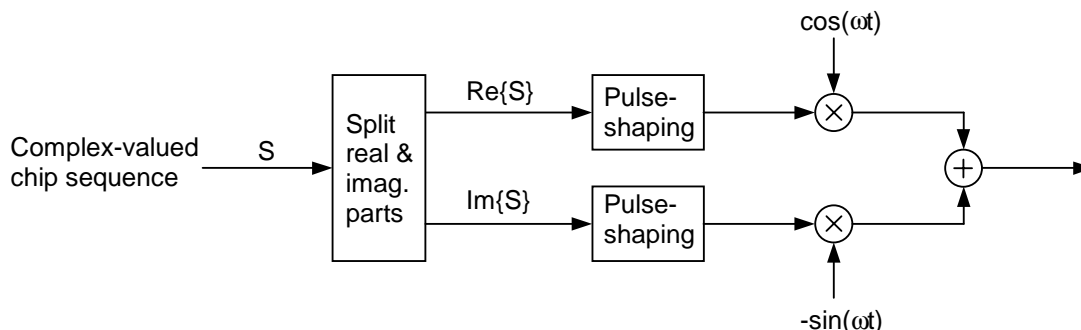 cos(ωt)
Complex-valued
chip sequence
S
Split
real &
imag.
parts
Re{S}
Pulse-
shaping
Im{S}
Pulse-
shaping
-sin(ωt)